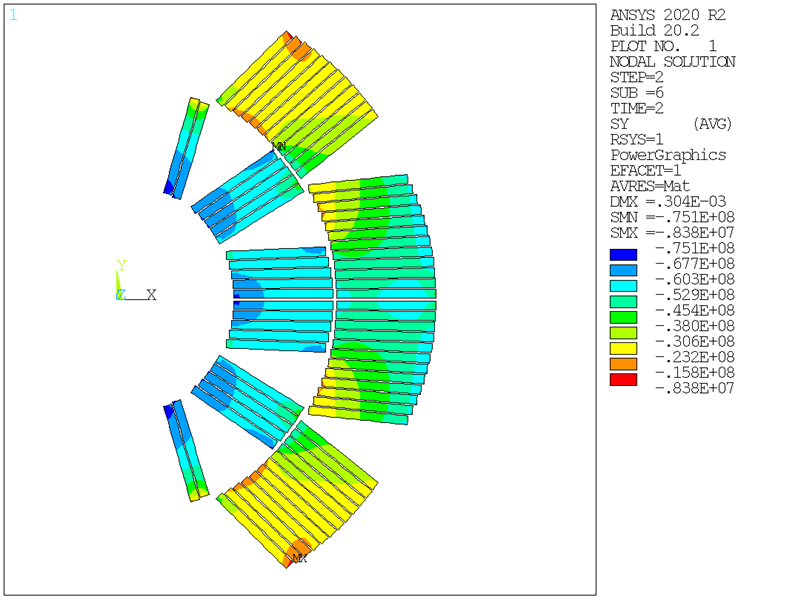 1
ANSYS 2020 R2
Build 20.2
PLOT NO. 1
NODAL SOLUTION
STEP=2
SUB =6
TIME=2
SY (AVG)
RSYS=1
PowerGraphics
EFACET=1
AVRES=Mat
DMX =.304E-03
SMN =-.751E+08
SMX =-.838E+07
-.751E+08
-.677E+08
-.603E+08
-.529E+08
-.454E+08
-.380E+08
-.306E+08
-.232E+08
-.158E+08
-.838E+07
MN
Y
Z X
MX